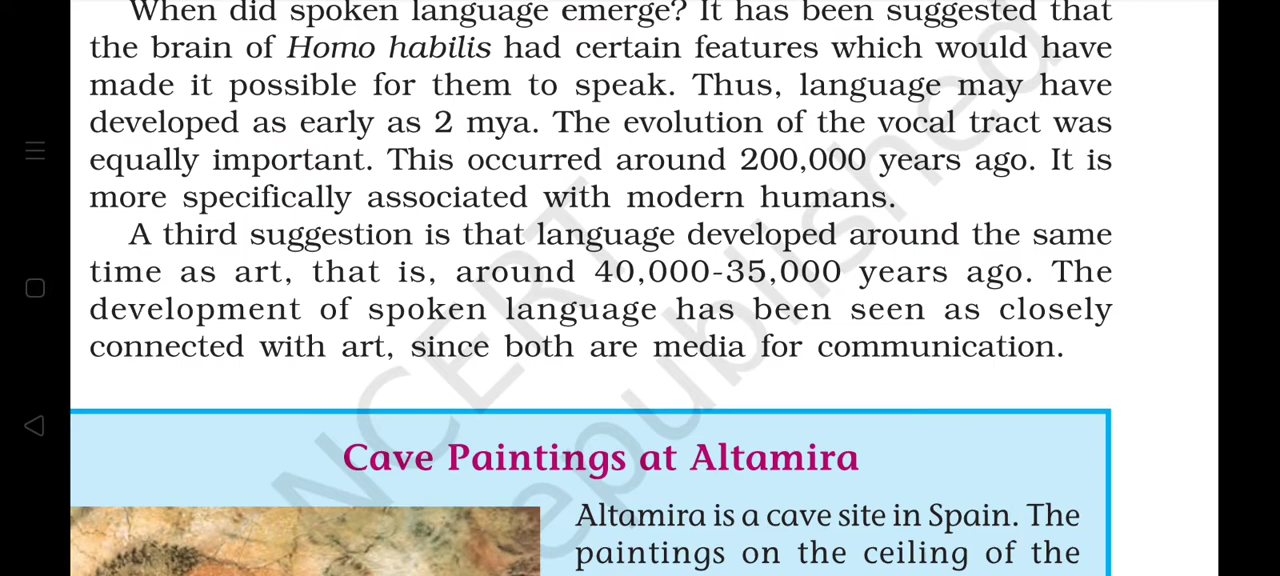 When did spoken language emerge? It has been suggested that
the brain of Homo habilis had certain features which would have
made it possible for them to speak. Thus, language may have
developed as early as 2 mya. The evolution of the vocal tract was
equally important. This occurred around 200,000 years ago. It is
more specifically associated with modern humans.
A third suggestion is that language developed around the same
time as art, that is, around 40,000-35,000 years ago. The
development of spoken language has been seen as closely
connected with art, since both are media for communication.
Cave Paintings at Altamira
Altamira is a cave site in Spain. The
paintings on the ceiling of the
NCERT
republished